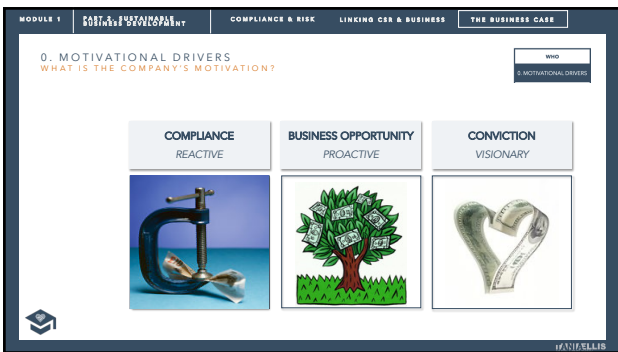 MODULE 1
PART 2: SUSTAINABLE
BUSINESS DEVELOPMENT
COMPLIANCE & RISK
LINKING CSR & BUSINESS
THE BUSINESS CASE
0. MOTIVATIONAL DRIVERS
WHAT IS THE COMPANY'S MOTIVATION?
WHO
0. MOTIVATIONAL DRIVERS
COMPLIANCE
REACTIVE
BUSINESS OPPORTUNITY
PROACTIVE
CONVICTION
VISIONARY